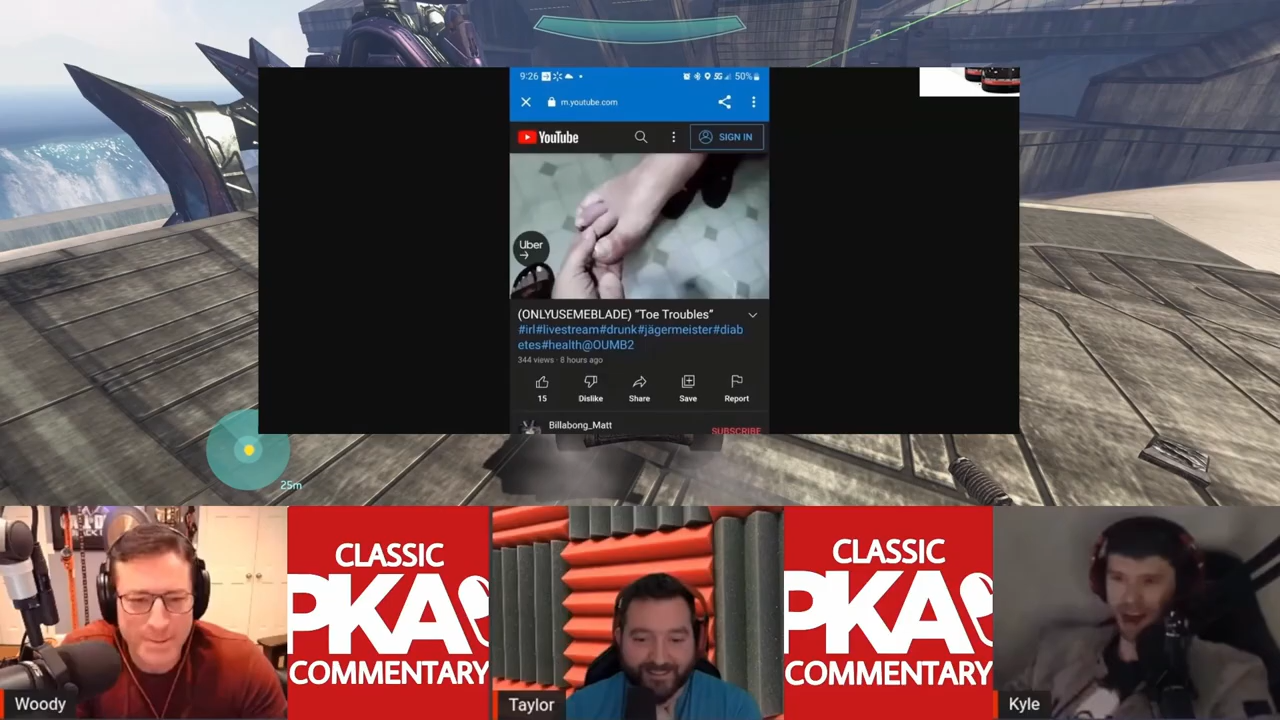 9:26
5G 50%
m.youtube.com
YouTube
SIGN IN
Uber
(ONLYUSEMEBLADE) “Toe Troubles”
#irl#livestream#drunk#jägermeister#diab
etes#health@OUMB2
344 views · 8 hours ago
15 Dislike Share Save Report
Billabong_Matt
SUBSCRIBE
25m
CLASSIC
PKA
COMMENTARY
CLASSIC
PKA
COMMENTARY
Woody
Taylor
Kyle